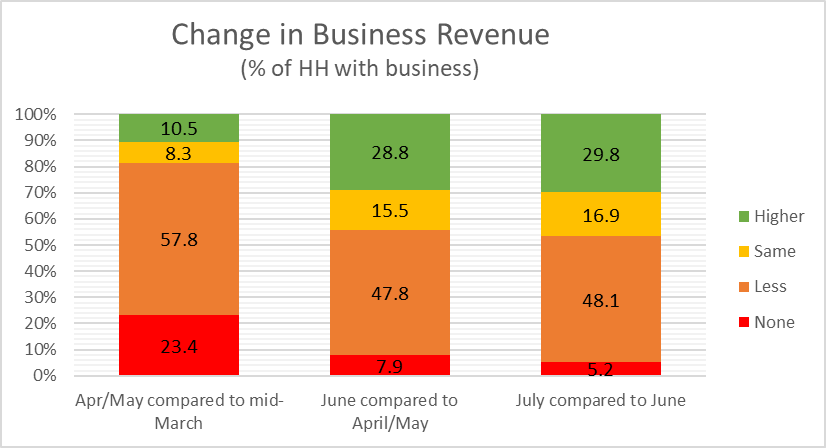 Change in Business Revenue
(% of HH with business)
100%
90%
80%
70%
60%
50%
40%
30%
20%
10%
0%
10.5
8.3
57.8
23.4
28.8
15.5
47.8
7.9
29.8
16.9
48.1
5.2
Apr/May compared to mid-
March
June compared to
April/May
July compared to June
Higher
Same
Less
None